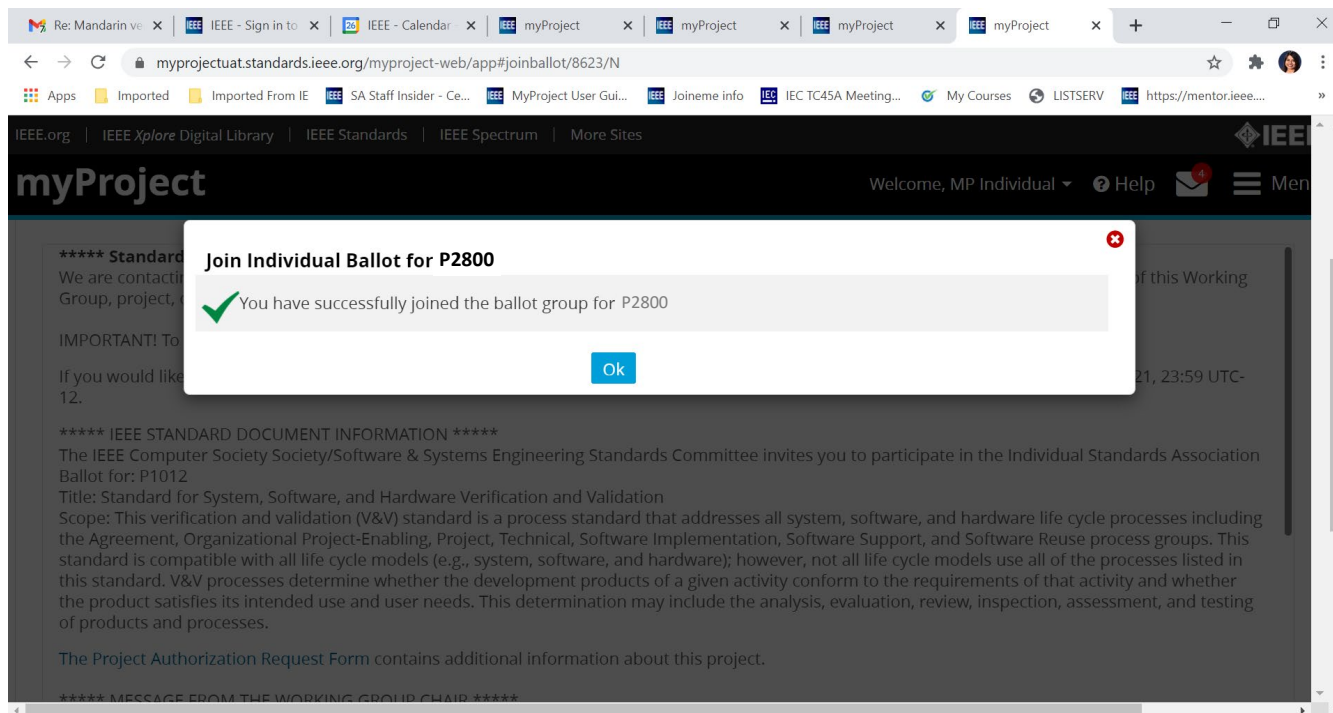 Re: Mandarin ve
IEEE - Sign in to
26 IEEE - Calendar -
myProject
myProject
myProject
myProject
myprojectuat.standards.ieee.org/myproject-web/app#joinballot/8623/N
Apps Imported Imported From IE SA Staff Insider - Ce... MyProject User Gui... Joineme info IEC TC45A Meeting... My Courses LISTSERV https://mentor.ieee.... »
IEEE.org | IEEE Xplore Digital Library | IEEE Standards | IEEE Spectrum | More Sites
IEEE
myProject
Welcome, MP Individual Help 4 Men
***** Standard
We are contactin
of this Working
Group, project,
IMPORTANT! To
If you would like
21, 23:59 UTC-
12.
Join Individual Ballot for P2800
You have successfully joined the ballot group for P2800
Ok
***** IEEE STANDARD DOCUMENT INFORMATION *****
The IEEE Computer Society Society/Software & Systems Engineering Standards Committee invites you to participate in the Individual Standards Association
Ballot for: P1012
Title: Standard for System, Software, and Hardware Verification and Validation
Scope: This verification and validation (V&V) standard is a process standard that addresses all system, software, and hardware life cycle processes including
the Agreement, Organizational Project-Enabling, Project, Technical, Software Implementation, Software Support, and Software Reuse process groups. This
standard is compatible with all life cycle models (e.g., system, software, and hardware); however, not all life cycle models use all of the processes listed in
this standard. V&V processes determine whether the development products of a given activity conform to the requirements of that activity and whether
the product satisfies its intended use and user needs. This determination may include the analysis, evaluation, review, inspection, assessment, and testing
of products and processes.
The Project Authorization Request Form contains additional information about this project.
***** MESSAGE FROM THE WORKING GROUP CHAIR *****